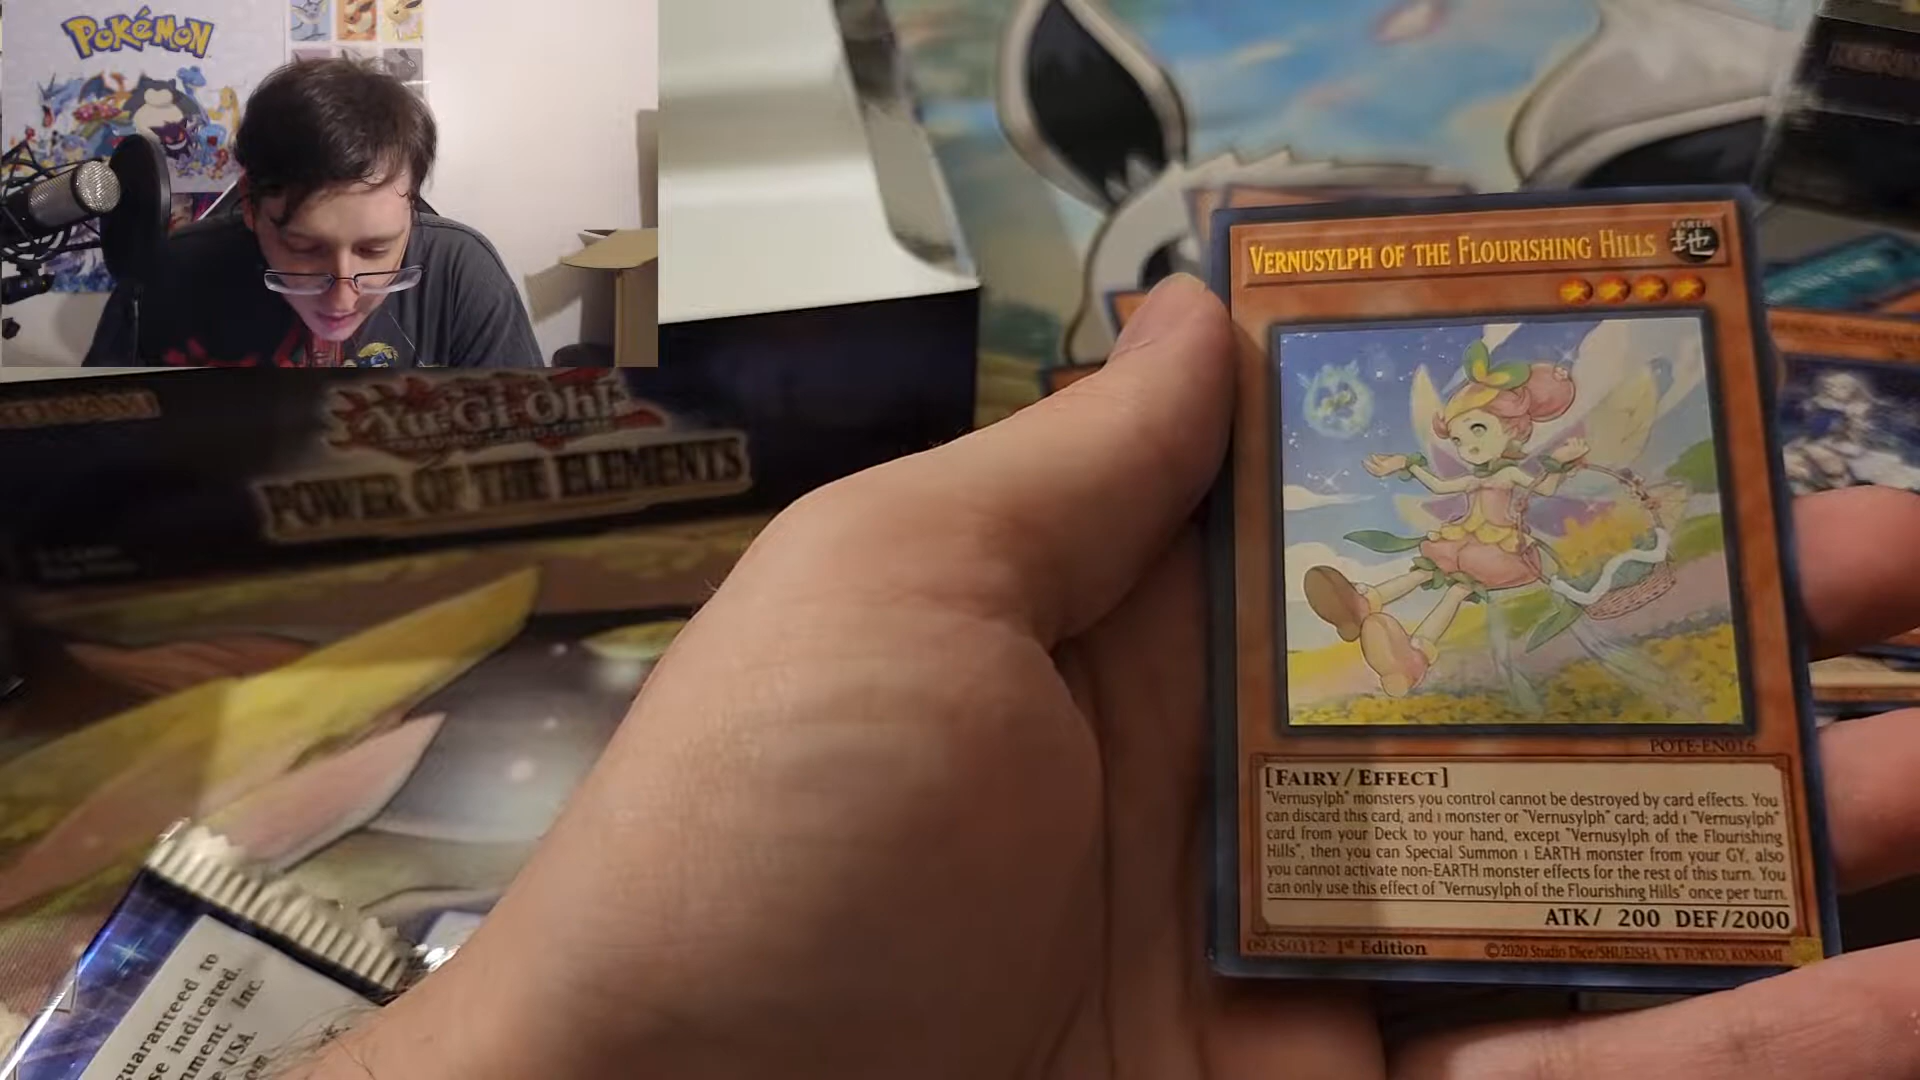 POKéMON
KONAMI
Yu-Gi-Oh!
TRADING CARD GAME
POWER OF THE ELEMENTS
VERNUSYLPH OF THE FLOURISHING HILLS
EARTH
地
POTE-EN016
[FAIRY/EFFECT]
"Vernusylph" monsters you control cannot be destroyed by card effects. You
can discard this card, and 1 monster or "Vernusylph" card; add 1 "Vernusylph"
card from your Deck to your hand, except "Vernusylph of the Flourishing
Hills", then you can Special Summon 1 EARTH monster from your GY, also
you cannot activate non-EARTH monster effects for the rest of this turn. You
can only use this effect of "Vernusylph of the Flourishing Hills" once per turn.
ATK/ 200 DEF/2000
09350312 1st Edition
©2020 Studio Dice/SHUEISHA, TV TOKYO, KONAMI
guaranteed to
indicated.
Inc.
USA.